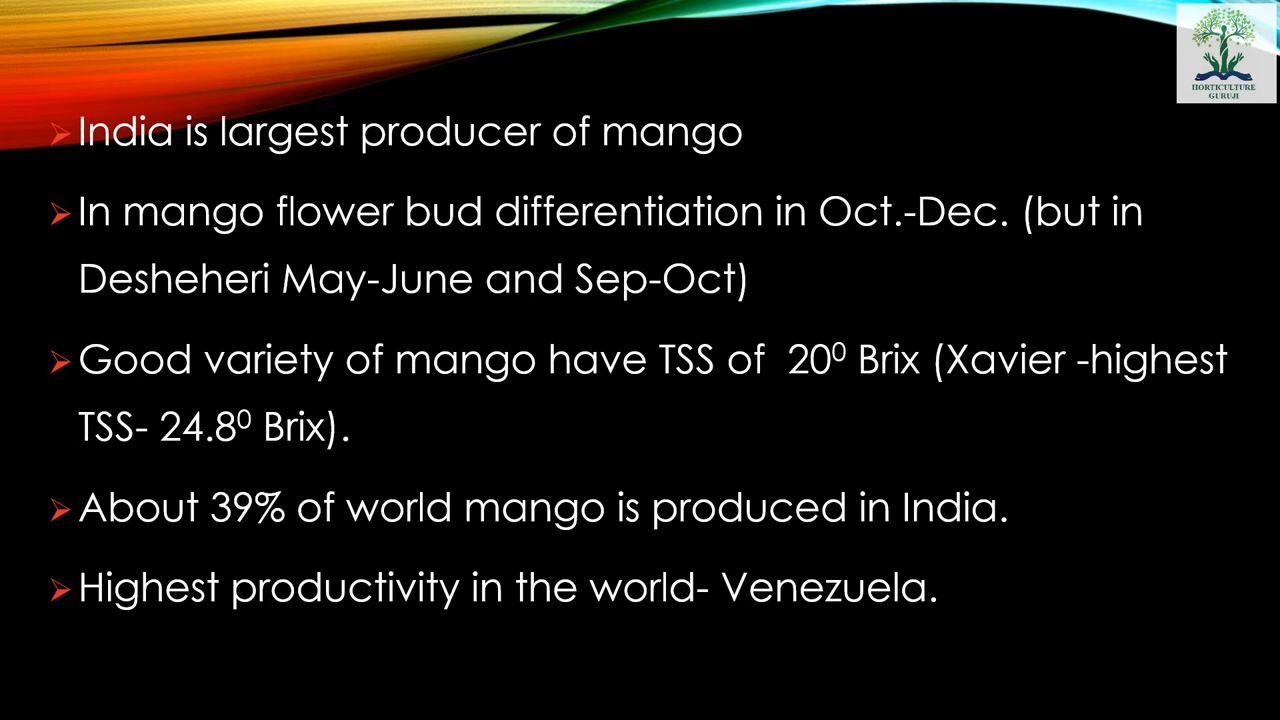 HORTICULTURE
GURUJI
➢India is largest producer of mango
➢In mango flower bud differentiation in Oct.-Dec. (but in
Desheheri May-June and Sep-Oct)
➢Good variety of mango have TSS of 20⁰ Brix (Xavier -highest
TSS- 24.8⁰ Brix).
➢About 39% of world mango is produced in India.
➢Highest productivity in the world- Venezuela.